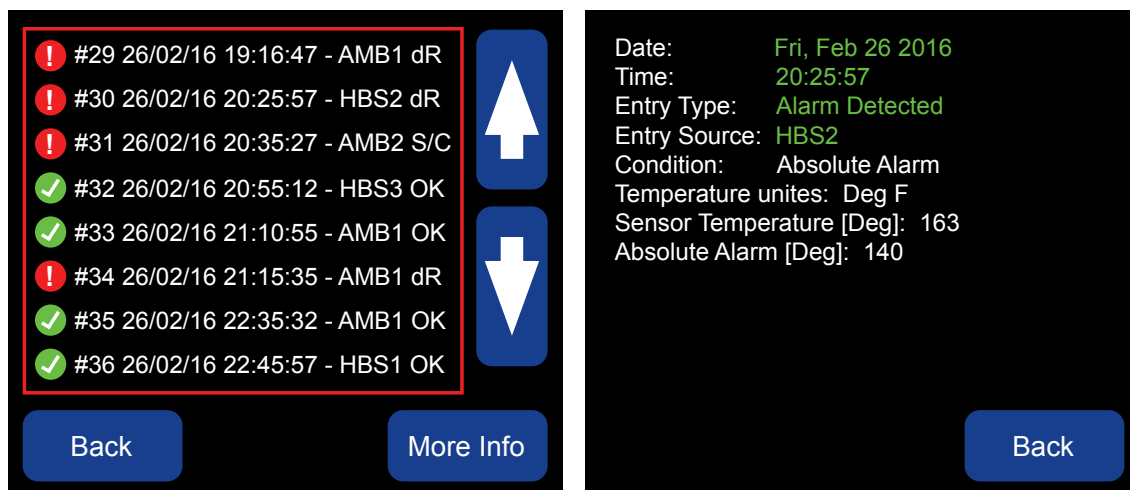 #29 26/02/16 19:16:47 - AMB1 dR
#30 26/02/16 20:25:57 - HBS2 dR
#31 26/02/16 20:35:27 - AMB2 S/C
#32 26/02/16 20:55:12 - HBS3 OK
#33 26/02/16 21:10:55 - AMB1 OK
#34 26/02/16 21:15:35 - AMB1 dR
#35 26/02/16 22:35:32 - AMB1 OK
#36 26/02/16 22:45:57 - HBS1 OK
Back
More Info
Date: Fri, Feb 26 2016
Time: 20:25:57
Entry Type: Alarm Detected
Entry Source: HBS2
Condition: Absolute Alarm
Temperature unites: Deg F
Sensor Temperature [Deg]: 163
Absolute Alarm [Deg]: 140
Back